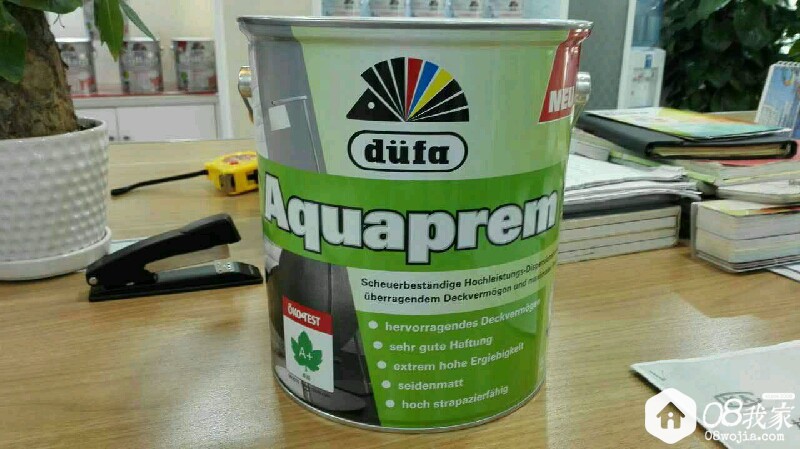 NEU
düfa
Aquaprem
Scheuerbeständige Hochleistungs-Dispersions
überragendem Deckvermögen und
hervorragendes Deckvermögen
sehr gute Haftung
extrem hohe Ergiebigkeit
seidenmatt
hoch strapazierfähig
ÖKO-TEST
A+
08我家
08wojia.com